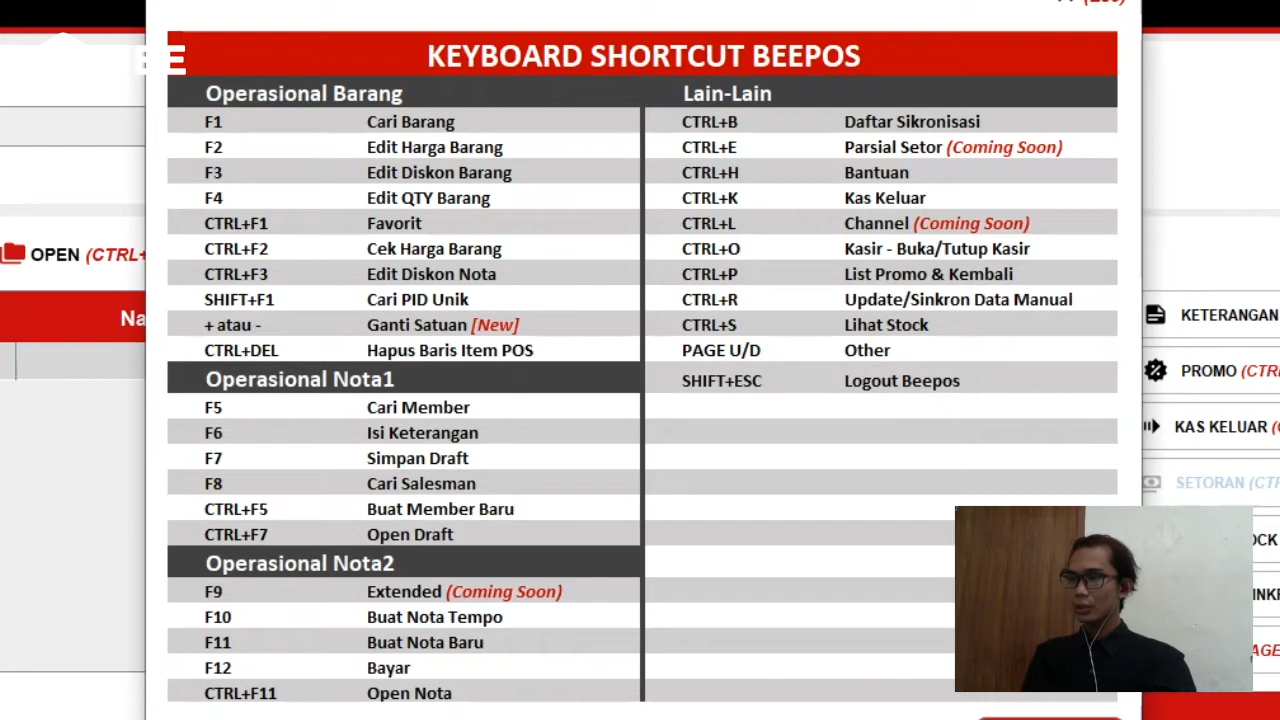 KEYBOARD SHORTCUT BEEPOS
Operasional Barang
F1 Cari Barang
F2 Edit Harga Barang
F3 Edit Diskon Barang
F4 Edit QTY Barang
CTRL+F1 Favorit
CTRL+F2 Cek Harga Barang
CTRL+F3 Edit Diskon Nota
SHIFT+F1 Cari PID Unik
+ atau - Ganti Satuan [New]
CTRL+DEL Hapus Baris Item POS
Operasional Nota1
F5 Cari Member
F6 Isi Keterangan
F7 Simpan Draft
F8 Cari Salesman
CTRL+F5 Buat Member Baru
CTRL+F7 Open Draft
Operasional Nota2
F9 Extended (Coming Soon)
F10 Buat Nota Tempo
F11 Buat Nota Baru
F12 Bayar
CTRL+F11 Open Nota
Lain-Lain
CTRL+B Daftar Sikronisasi
CTRL+E Parsial Setor (Coming Soon)
CTRL+H Bantuan
CTRL+K Kas Keluar
CTRL+L Channel (Coming Soon)
CTRL+O Kasir - Buka/Tutup Kasir
CTRL+P List Promo & Kembali
CTRL+R Update/Sinkron Data Manual
CTRL+S Lihat Stock
PAGE U/D Other
SHIFT+ESC Logout Beepos
OPEN (CTRL+
Na
KETERANGAN
PROMO (CTR
KAS KELUAR (
SETORAN (CT